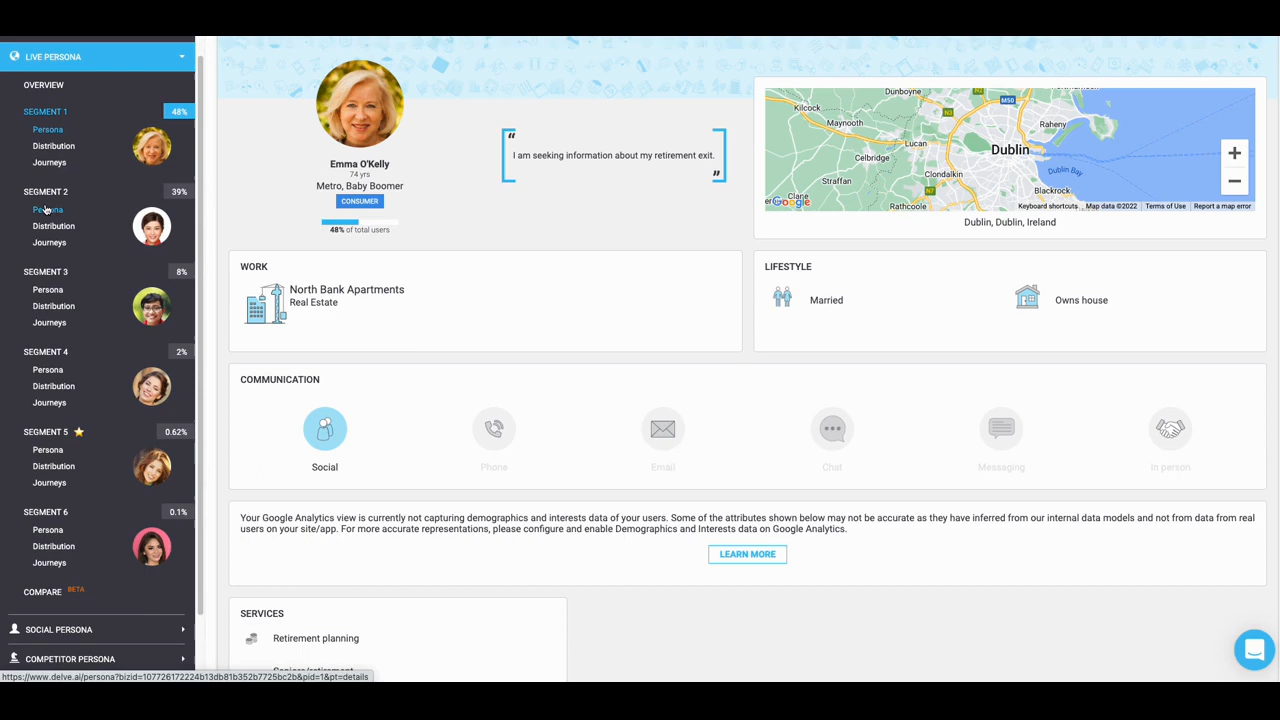 LIVE PERSONA
OVERVIEW
SEGMENT 1
48%
Persona
Distribution
Journeys
SEGMENT 2
39%
Persona
Distribution
Journeys
SEGMENT 3
8%
Persona
Distribution
Journeys
SEGMENT 4
2%
Persona
Distribution
Journeys
SEGMENT 5
0.62%
Persona
Distribution
Journeys
SEGMENT 6
0.1%
Persona
Distribution
Journeys
COMPARE BETA
SOCIAL PERSONA
COMPETITOR PERSONA
https://www.delve.ai/persona?bizid=107726172224b13db81b352b7725bc2b&pid=1&pt=details
Emma O'Kelly
74 yrs
Metro, Baby Boomer
CONSUMER
48% of total users
“
I am seeking information about my retirement exit.
”
Dunboyne
Kilcock
M50
N3
Maynooth
Raheny
Lucan
Dublin
Celbridge
Clondalkin
Dublin Bay
Straffan
N7
Blackrock
Clane
Google
Rathcoole
Keyboard shortcuts
Map data ©2022
Terms of Use
Report a map error
Dublin, Dublin, Ireland
WORK
North Bank Apartments
Real Estate
LIFESTYLE
Married
Owns house
COMMUNICATION
Social
Phone
Email
Chat
Messaging
In person
Your Google Analytics view is currently not capturing demographics and interests data of your users. Some of the attributes shown below may not be accurate as they have inferred from our internal data models and not from data from real
users on your site/app. For more accurate representations, please configure and enable Demographics and Interests data on Google Analytics.
LEARN MORE
SERVICES
Retirement planning
Seniors/retirement